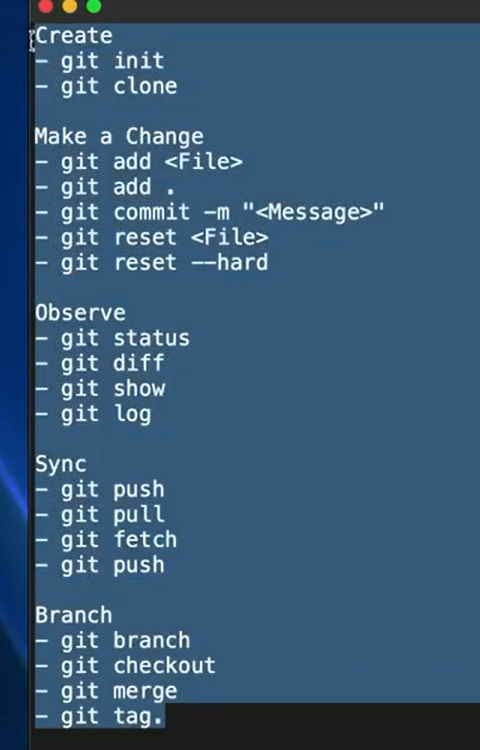 Create
- git init
- git clone
Make a Change
- git add <File>
- git add .
- git commit -m "<Message>"
- git reset <File>
- git reset --hard
Observe
- git status
- git diff
- git show
- git log
Sync
- git push
- git pull
- git fetch
- git push
Branch
- git branch
- git checkout
- git merge
- git tag.